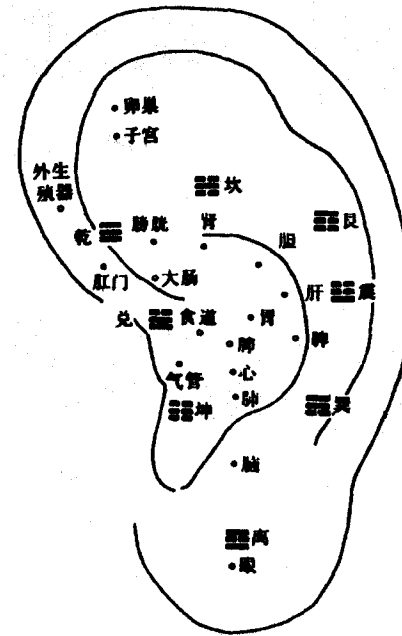 卵巢
子宫
外生
殖器
坎
艮
乾
膀胱
肾
胆
肛门
大肠
肝
震
兑
食道
胃
肺
脾
心
气管
肺
坤
巽
脑
离
眼